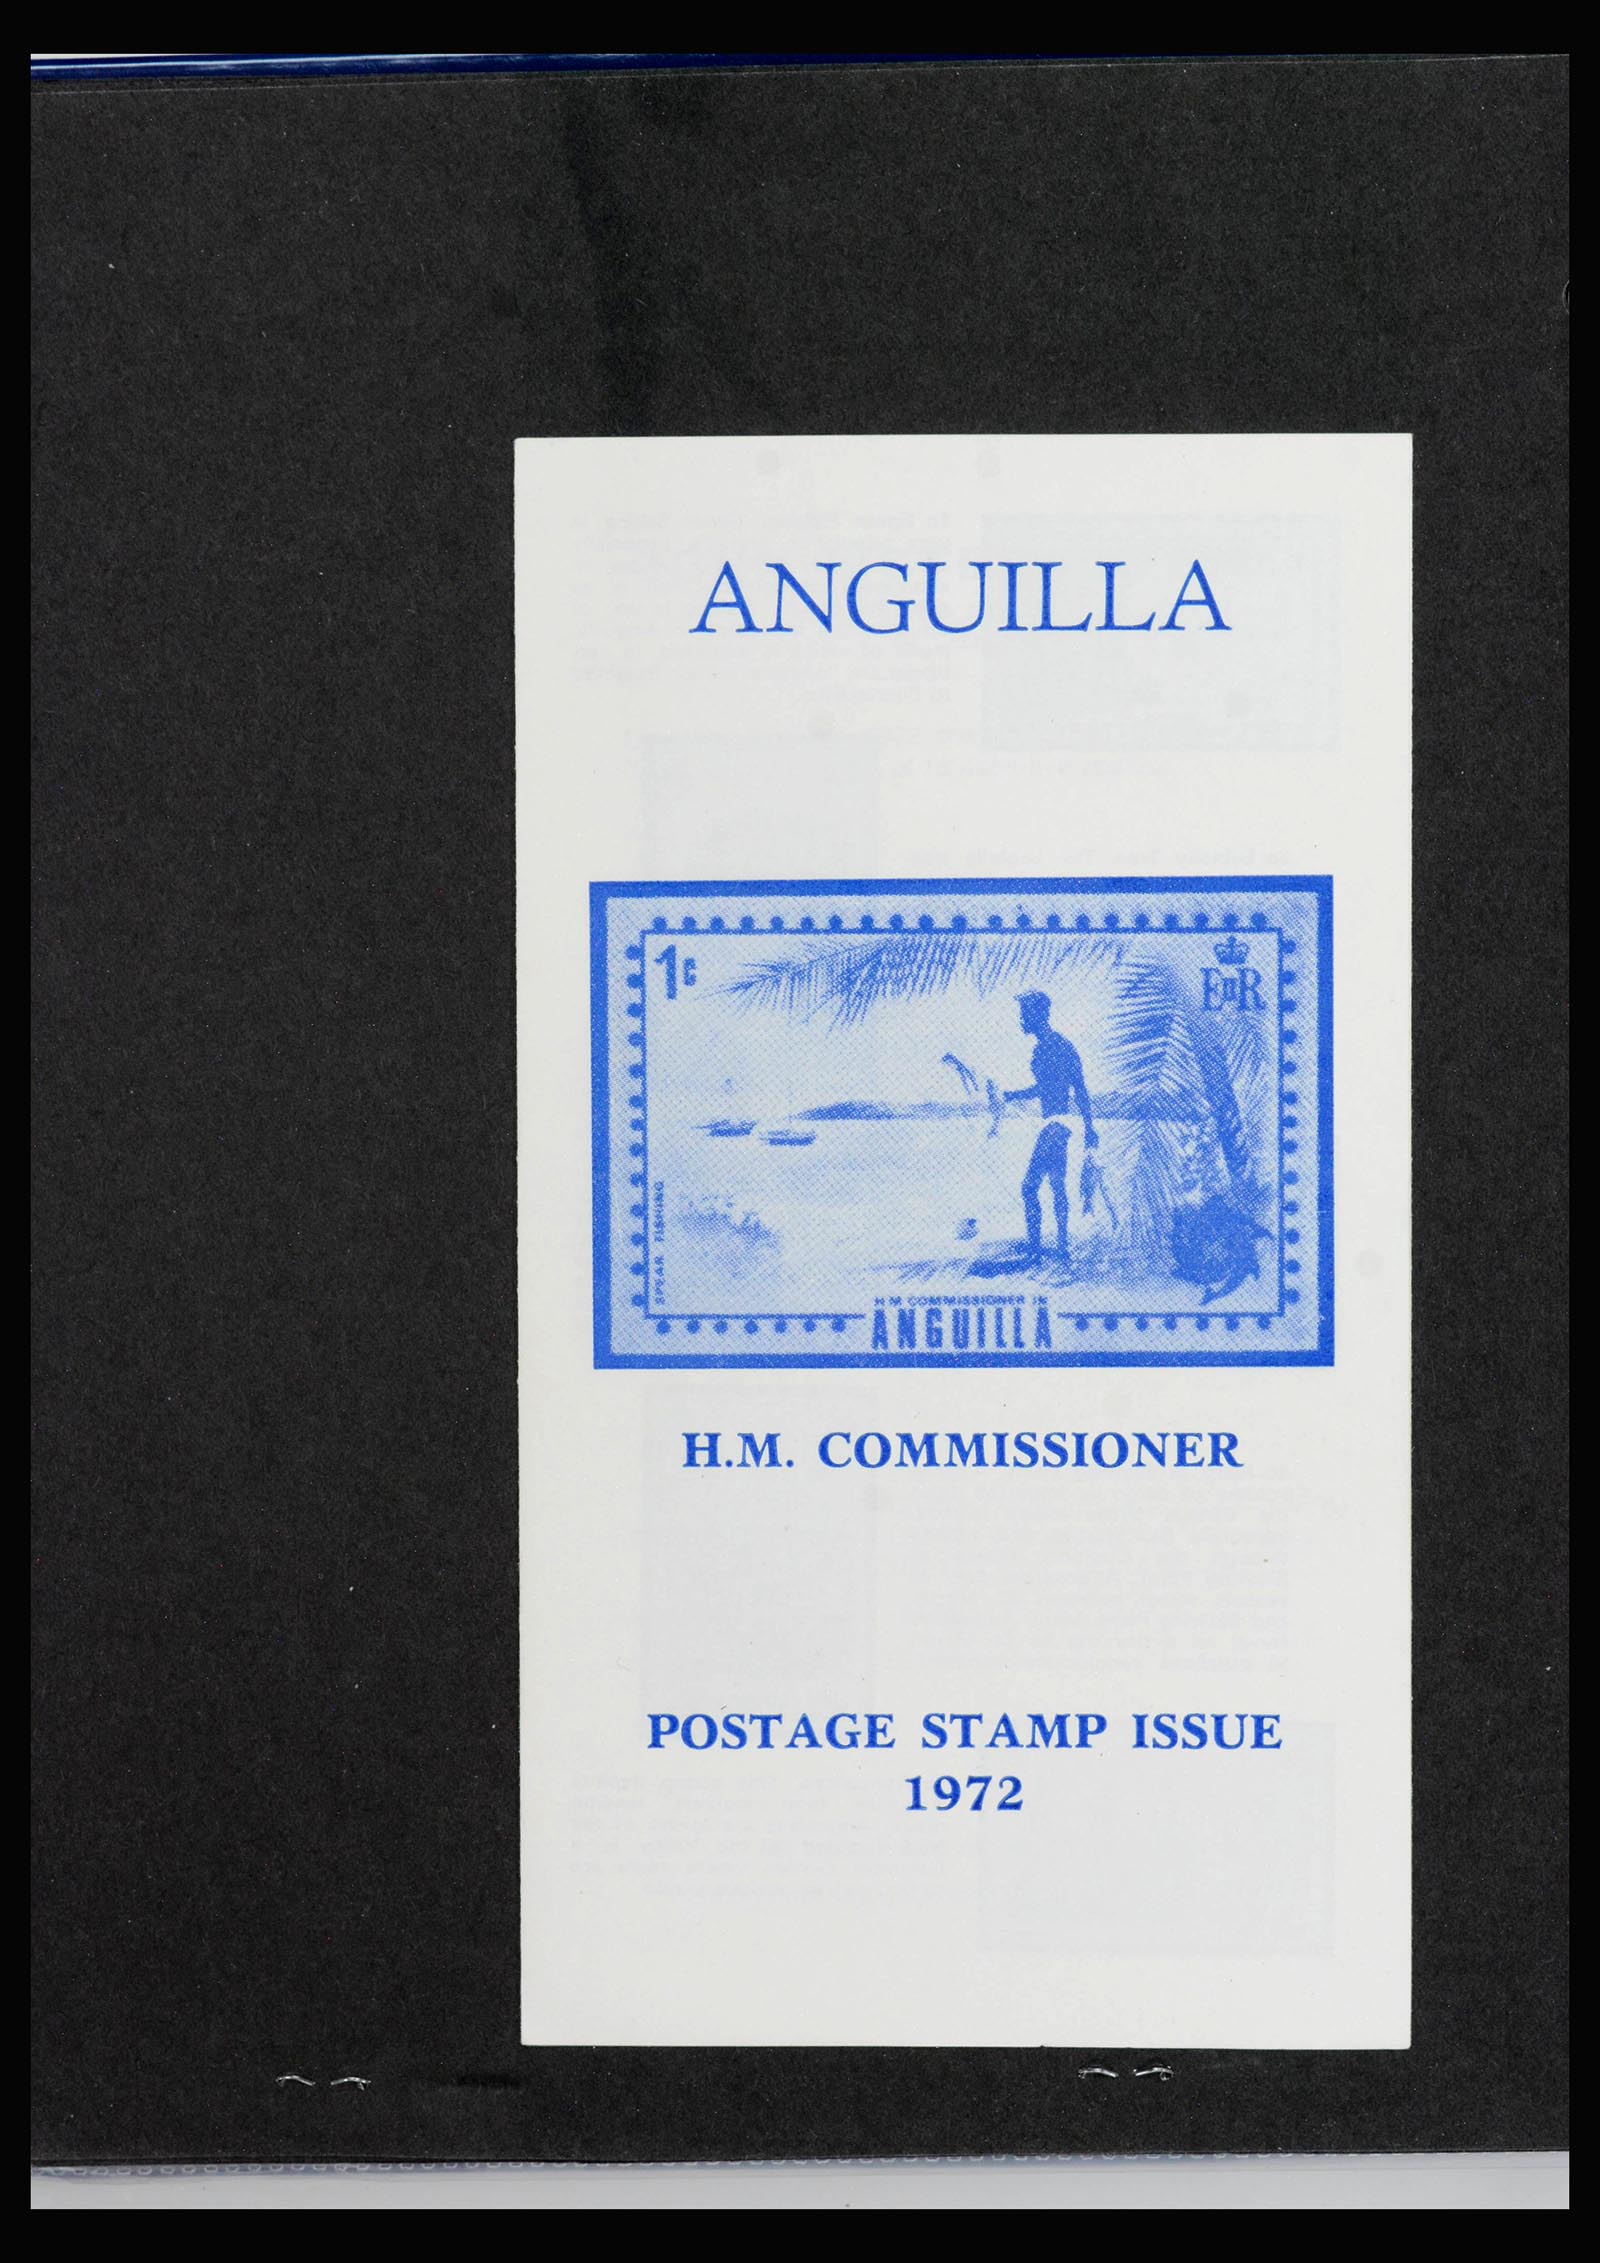 ANGUILLA
1c
EIIR
SPEAR FISHING
H M COMMISSIONER IN
ANGUILLA
H.M. COMMISSIONER
POSTAGE STAMP ISSUE
1972